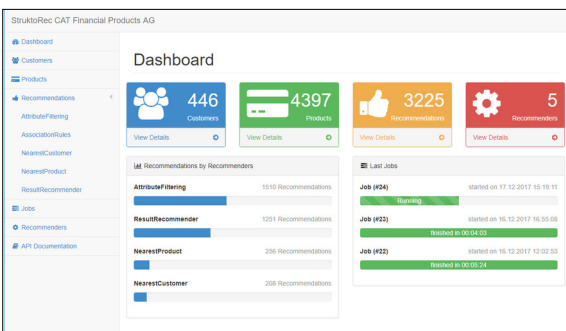 StruktoRec CAT Financial Products AG
Dashboard
Customers
Products
Recommendations
AttributeFiltering
AssociationRules
NearestCustomer
NearestProduct
ResultRecommender
Jobs
Recommenders
API Documentation
Dashboard
446
Customers
View Details
4397
Products
View Details
3225
Recommendations
View Details
5
Recommenders
View Details
Recommendations by Recommenders
AttributeFiltering 1510 Recommendations
ResultRecommender 1251 Recommendations
NearestProduct 256 Recommendations
NearestCustomer 208 Recommendations
Last Jobs
Job (#24) started on 17.12.2017 15:19:11
Running
Job (#23) started on 16.12.2017 16:55:08
finished in 00:04:03
Job (#22) started on 16.12.2017 12:02:53
finished in 00:05:24